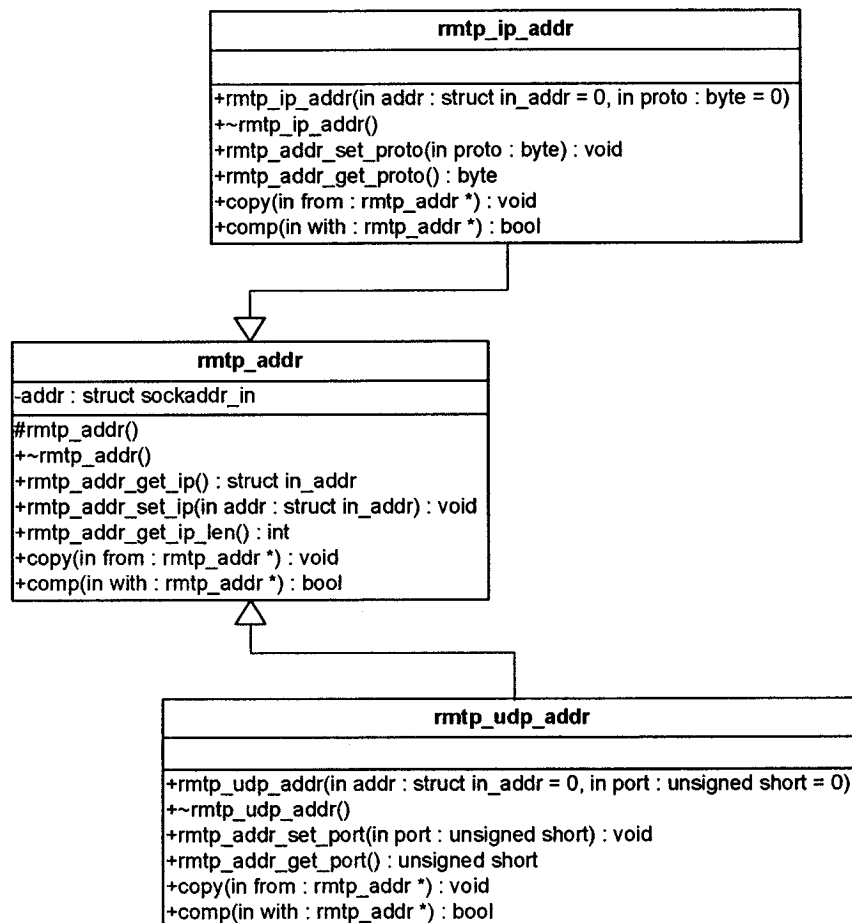 rmtp_ip_addr
+rmtp_ip_addr(in addr : struct in_addr = 0, in proto : byte = 0)
+~rmtp_ip_addr()
+rmtp_addr_set_proto(in proto : byte) : void
+rmtp_addr_get_proto() : byte
+copy(in from : rmtp_addr *) : void
+comp(in with : rmtp_addr *) : bool
rmtp_addr
-addr : struct sockaddr_in
#rmtp_addr()
+~rmtp_addr()
+rmtp_addr_get_ip() : struct in_addr
+rmtp_addr_set_ip(in addr : struct in_addr) : void
+rmtp_addr_get_ip_len() : int
+copy(in from : rmtp_addr *) : void
+comp(in with : rmtp_addr *) : bool
rmtp_udp_addr
+rmtp_udp_addr(in addr : struct in_addr = 0, in port : unsigned short = 0)
+~rmtp_udp_addr()
+rmtp_addr_set_port(in port : unsigned short) : void
+rmtp_addr_get_port() : unsigned short
+copy(in from : rmtp_addr *) : void
+comp(in with : rmtp_addr *) : bool